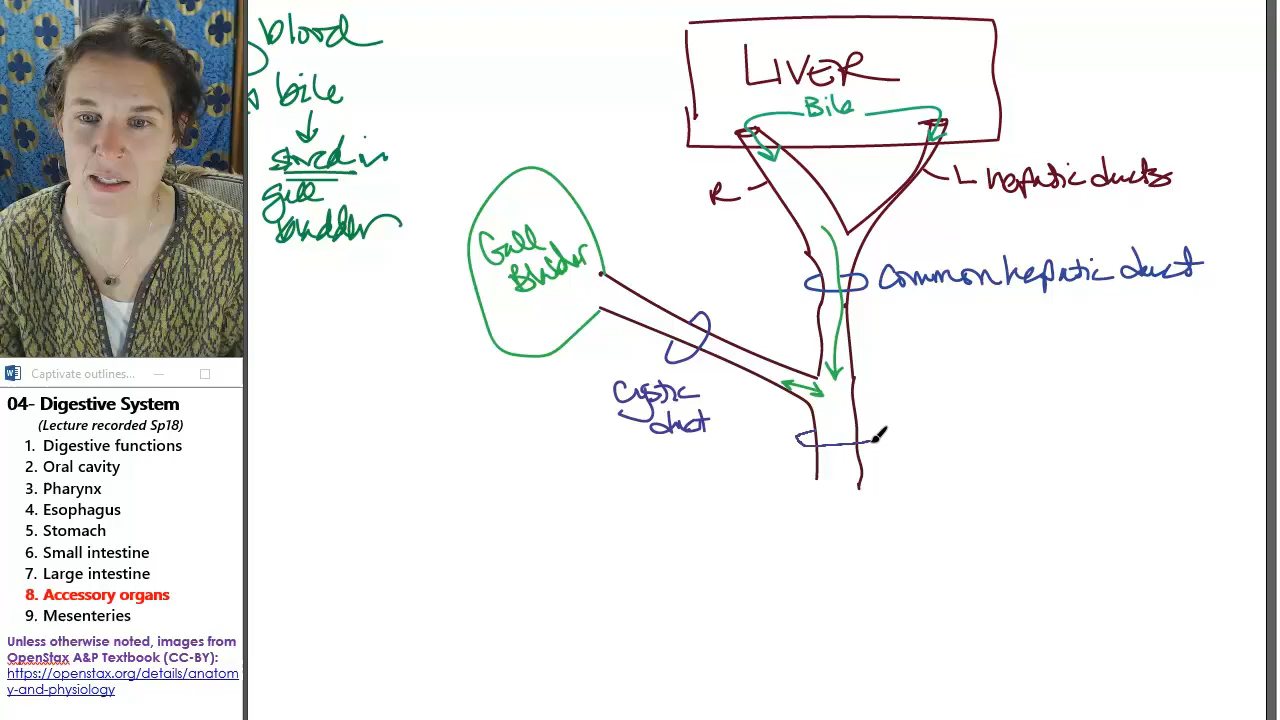 blood
bile
stored in
gall
bladder
LIVER
Bile
R
L hepatic ducts
Gall
Bladder
Common hepatic duct
Cystic
duct
Captivate outlines...
04- Digestive System
(Lecture recorded Sp18)
1. Digestive functions
2. Oral cavity
3. Pharynx
4. Esophagus
5. Stomach
6. Small intestine
7. Large intestine
8. Accessory organs
9. Mesenteries
Unless otherwise noted, images from
OpenStax A&P Textbook (CC-BY):
https://openstax.org/details/anatom
y-and-physiology